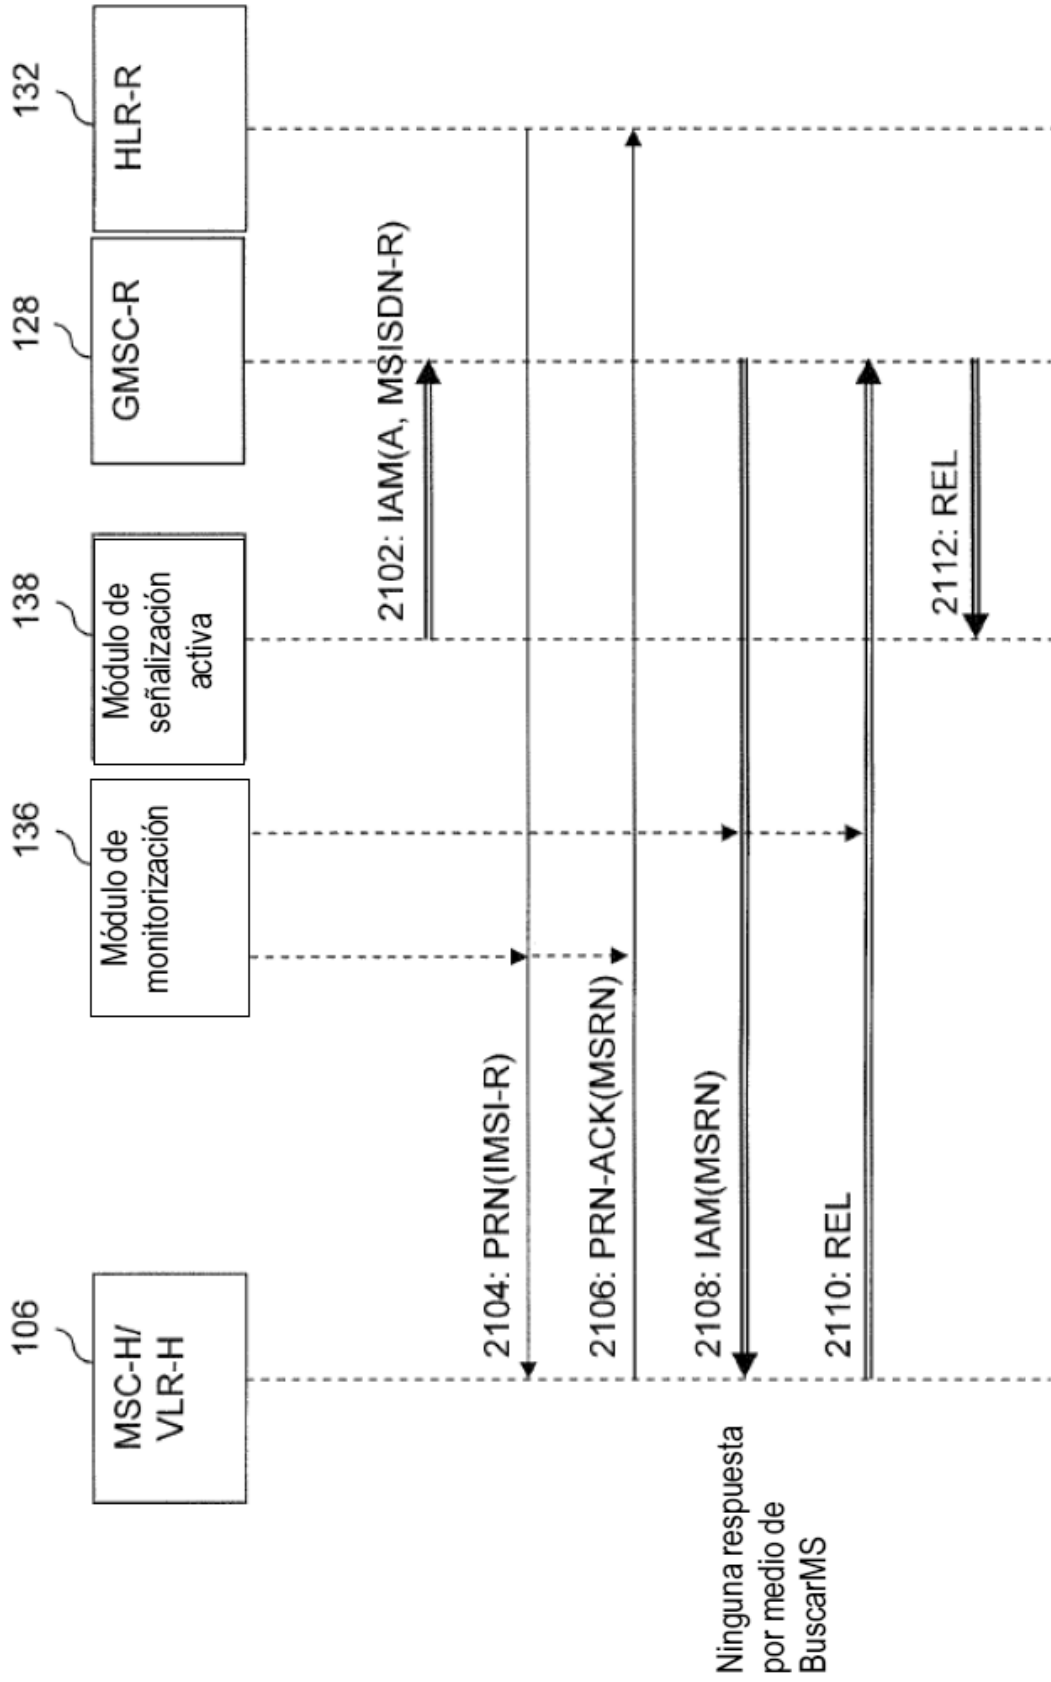 106
MSC-H/
VLR-H
136
Módulo de
monitorización
138
Módulo de
señalización
activa
128
GMSC-R
132
HLR-R
2102: IAM(A, MSISDN-R)
2104: PRN(IMSI-R)
2106: PRN-ACK(MSRN)
2108: IAM(MSRN)
Ninguna respuesta
por medio de
BuscarMS
2110: REL
2112: REL